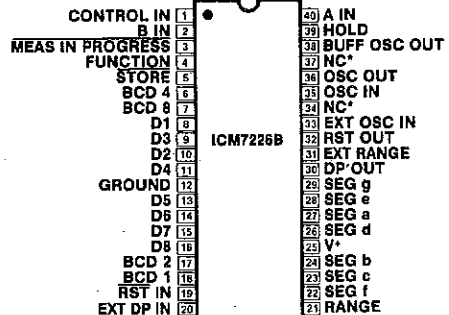 CONTROL IN 1
B IN 2
MEAS IN PROGRESS 3
FUNCTION 4
STORE 5
BCD 4 6
BCD 8 7
D1 8
D3 9
D2 10
D4 11
GROUND 12
D5 13
D6 14
D7 15
D8 16
BCD 2 17
BCD 1 18
RST IN 19
EXT DP IN 20
ICM7226B
40 A IN
39 HOLD
38 BUFF OSC OUT
37 NC*
36 OSC OUT
35 OSC IN
34 NC*
33 EXT OSC IN
32 RST OUT
31 EXT RANGE
30 DP OUT
29 SEG g
28 SEG e
27 SEG a
26 SEG d
25 V+
24 SEG b
23 SEG c
22 SEG f
21 RANGE